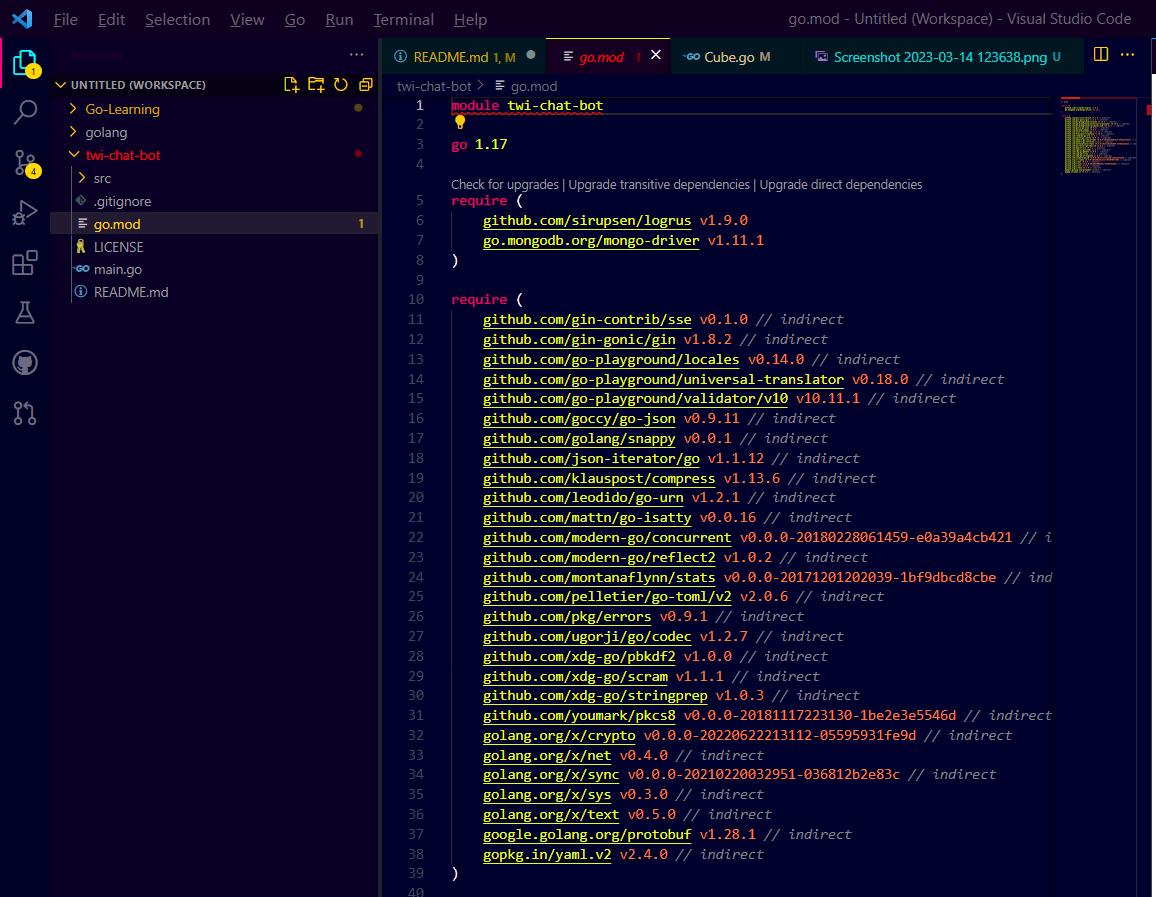 File Edit Selection View Go Run Terminal Help go.mod - Untitled (Workspace) - Visual Studio Code
EXPLORER ···
README.md 1, M
go.mod 1
Cube.go M
Screenshot 2023-03-14 123638.png U
1
4
UNTITLED (WORKSPACE)
Go-Learning
golang
twi-chat-bot
src
.gitignore
go.mod 1
LICENSE
main.go
README.md
twi-chat-bot > go.mod
1 module twi-chat-bot
2
3 go 1.17
4
Check for upgrades | Upgrade transitive dependencies | Upgrade direct dependencies
5 require (
6 github.com/sirupsen/logrus v1.9.0
7 go.mongodb.org/mongo-driver v1.11.1
8 )
9
10 require (
11 github.com/gin-contrib/sse v0.1.0 // indirect
12 github.com/gin-gonic/gin v1.8.2 // indirect
13 github.com/go-playground/locales v0.14.0 // indirect
14 github.com/go-playground/universal-translator v0.18.0 // indirect
15 github.com/go-playground/validator/v10 v10.11.1 // indirect
16 github.com/goccy/go-json v0.9.11 // indirect
17 github.com/golang/snappy v0.0.1 // indirect
18 github.com/json-iterator/go v1.1.12 // indirect
19 github.com/klauspost/compress v1.13.6 // indirect
20 github.com/leodido/go-urn v1.2.1 // indirect
21 github.com/mattn/go-isatty v0.0.16 // indirect
22 github.com/modern-go/concurrent v0.0.0-20180228061459-e0a39a4cb421 // i
23 github.com/modern-go/reflect2 v1.0.2 // indirect
24 github.com/montanaflynn/stats v0.0.0-20171201202039-1bf9dbcd8cbe // ind
25 github.com/pelletier/go-toml/v2 v2.0.6 // indirect
26 github.com/pkg/errors v0.9.1 // indirect
27 github.com/ugorji/go/codec v1.2.7 // indirect
28 github.com/xdg-go/pbkdf2 v1.0.0 // indirect
29 github.com/xdg-go/scram v1.1.1 // indirect
30 github.com/xdg-go/stringprep v1.0.3 // indirect
31 github.com/youmark/pkcs8 v0.0.0-20181117223130-1be2e3e5546d // indirect
32 golang.org/x/crypto v0.0.0-20220622213112-05595931fe9d // indirect
33 golang.org/x/net v0.4.0 // indirect
34 golang.org/x/sync v0.0.0-20210220032951-036812b2e83c // indirect
35 golang.org/x/sys v0.3.0 // indirect
36 golang.org/x/text v0.5.0 // indirect
37 google.golang.org/protobuf v1.28.1 // indirect
38 gopkg.in/yaml.v2 v2.4.0 // indirect
39 )
40